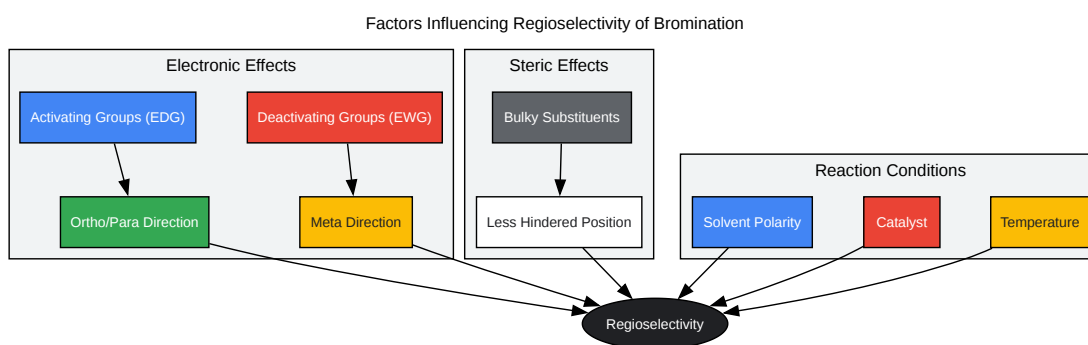 Factors Influencing Regioselectivity of Bromination
Electronic Effects
Activating Groups (EDG)
Deactivating Groups (EWG)
Ortho/Para Direction
Meta Direction
Steric Effects
Bulky Substituents
Less Hindered Position
Reaction Conditions
Solvent Polarity
Catalyst
Temperature
Regioselectivity